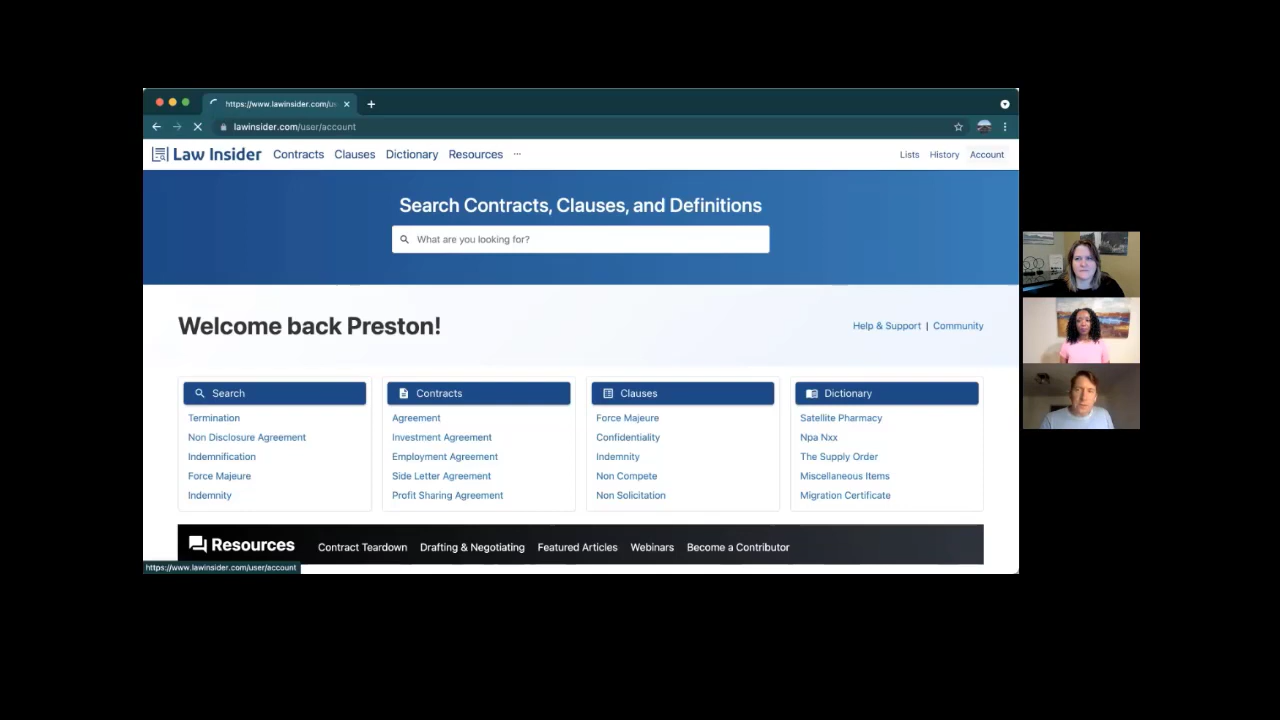 https://www.lawinsider.com/us
lawinsider.com/user/account
Law Insider Contracts Clauses Dictionary Resources ... Lists History Account
Search Contracts, Clauses, and Definitions
What are you looking for?
Welcome back Preston!
Help & Support | Community
Search
Termination
Non Disclosure Agreement
Indemnification
Force Majeure
Indemnity
Contracts
Agreement
Investment Agreement
Employment Agreement
Side Letter Agreement
Profit Sharing Agreement
Clauses
Force Majeure
Confidentiality
Indemnity
Non Compete
Non Solicitation
Dictionary
Satellite Pharmacy
Npa Nxx
The Supply Order
Miscellaneous Items
Migration Certificate
Resources Contract Teardown Drafting & Negotiating Featured Articles Webinars Become a Contributor
https://www.lawinsider.com/user/account